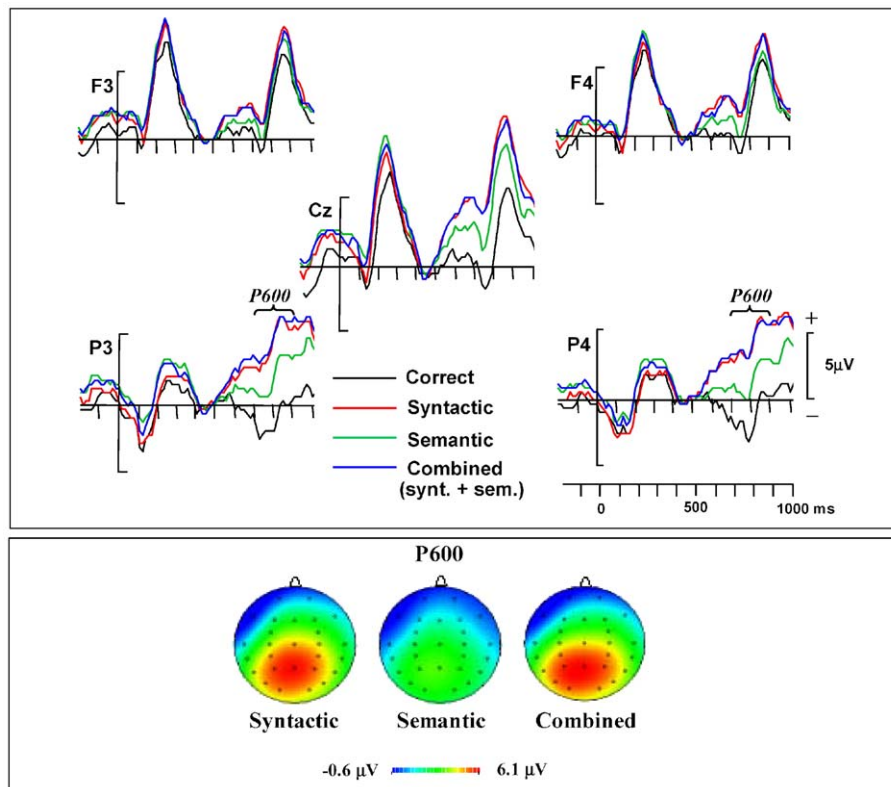 F3
F4
Cz
P600
P600
P3
P4
+
5μV
−
Correct
Syntactic
Semantic
Combined
(synt. + sem.)
0 500 1000 ms
P600
Syntactic Semantic Combined
-0.6 μV 6.1 μV